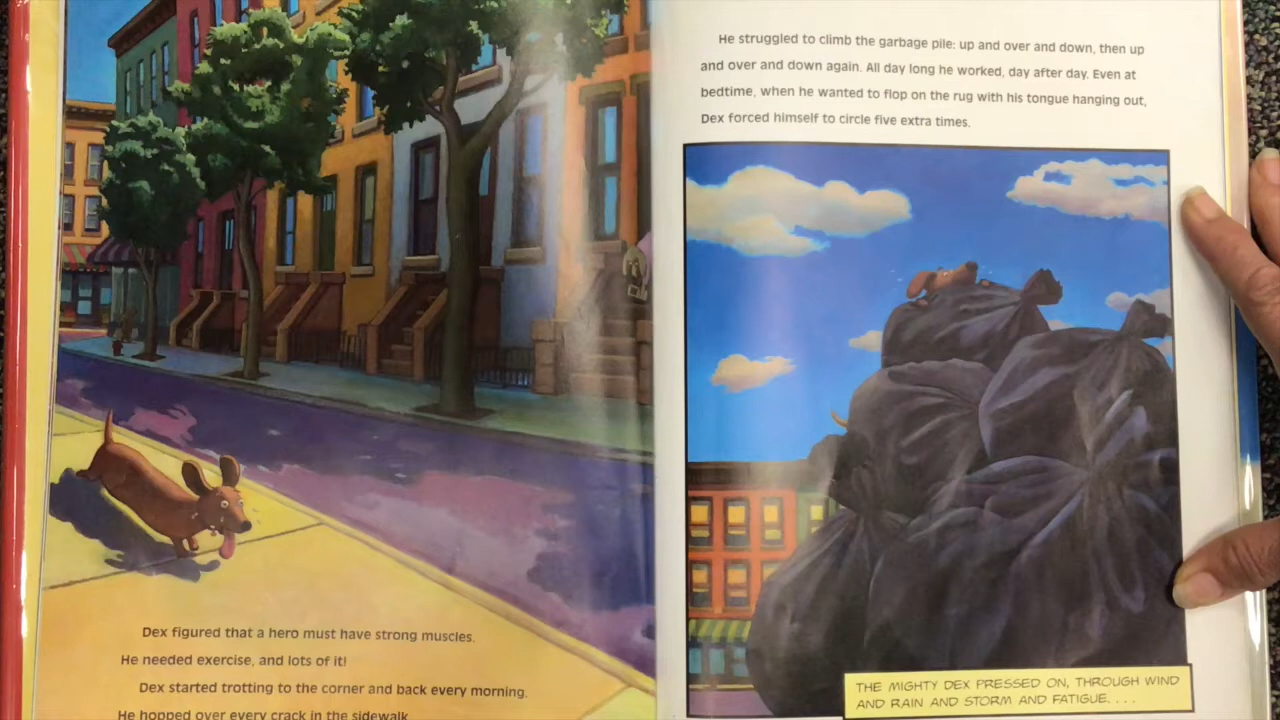 Dex figured that a hero must have strong muscles.
He needed exercise, and lots of it!
Dex started trotting to the corner and back every morning.
He hopped over every crack in the sidewalk
He struggled to climb the garbage pile: up and over and down, then up
and over and down again. All day long he worked, day after day. Even at
bedtime, when he wanted to flop on the rug with his tongue hanging out,
Dex forced himself to circle five extra times.
THE MIGHTY DEX PRESSED ON, THROUGH WIND
AND RAIN AND STORM AND FATIGUE. . . .